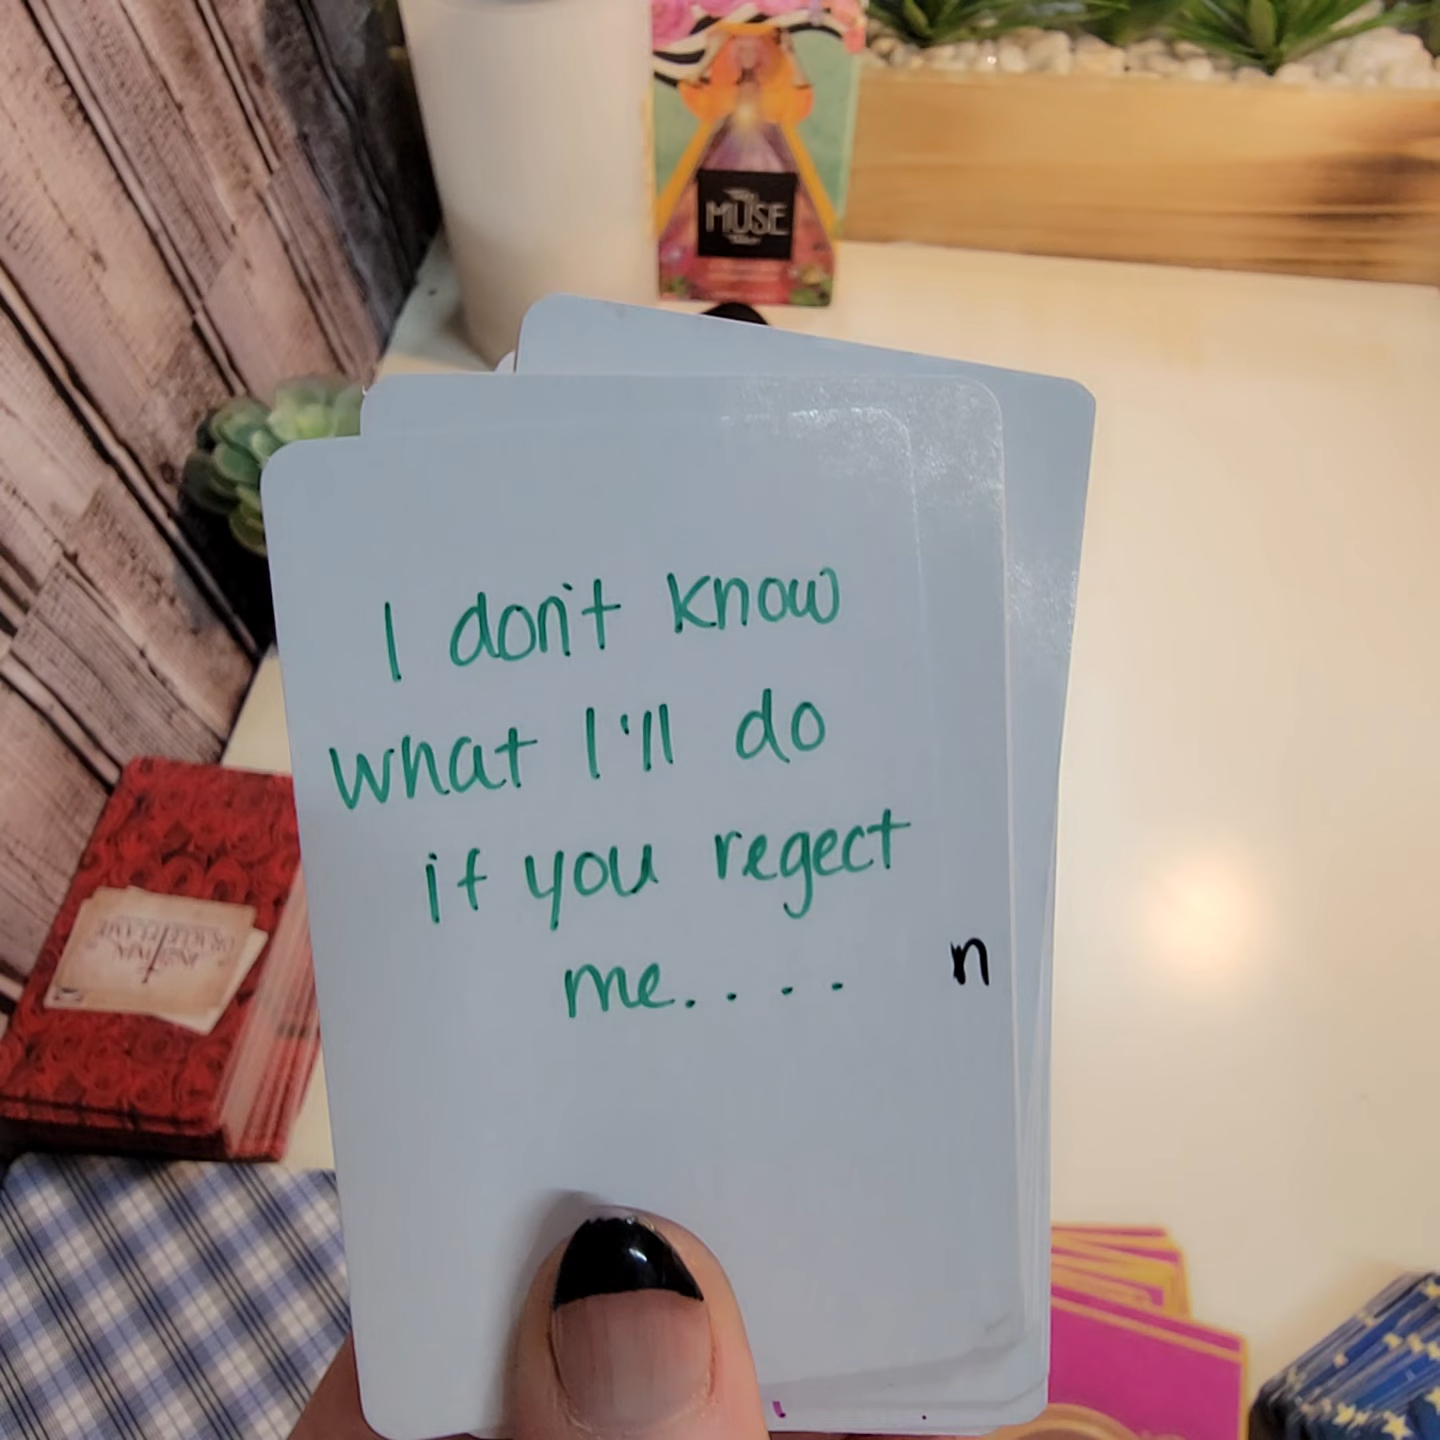 MUSE
I don't know
what I'll do
if you regect
me....
n